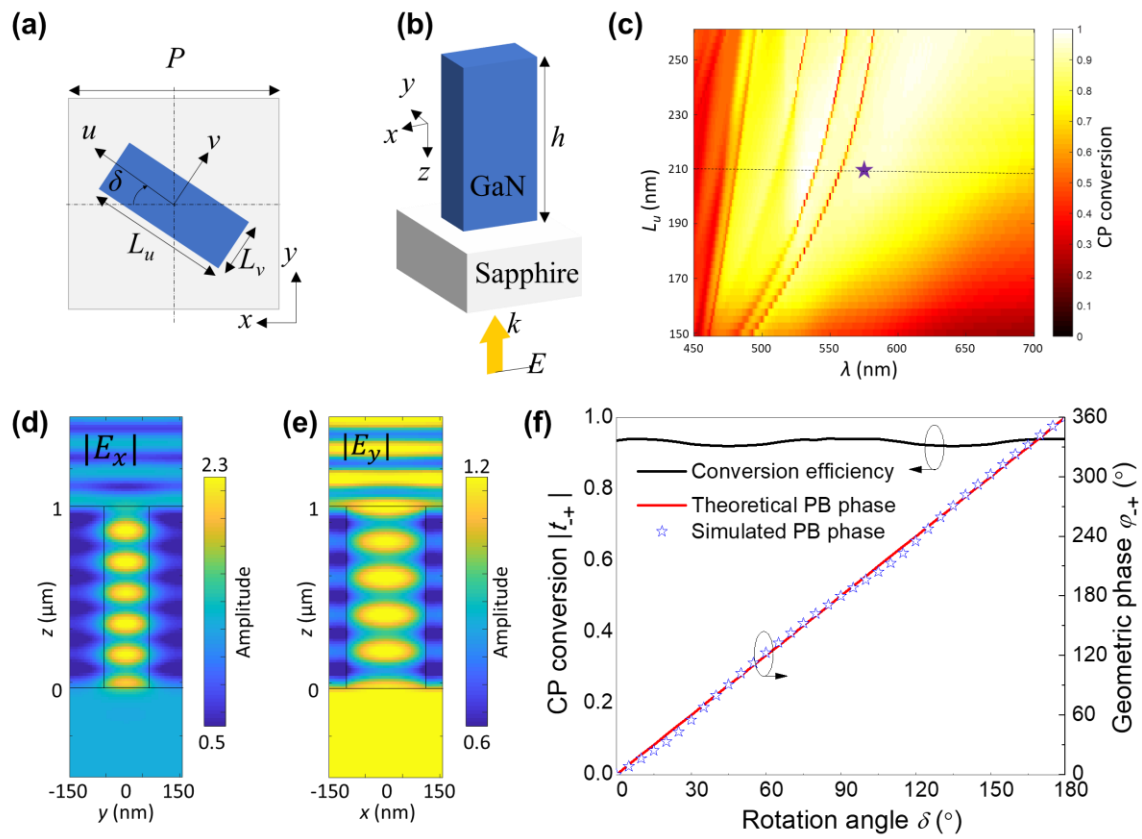 (a)
P
u
v
δ
L_u
L_v
y
x
(b)
y
x
z
GaN
h
Sapphire
k
E
(c)
260
250
230
210
190
170
150
L_u (nm)
450
500
550
600
650
700
λ (nm)
1
0.9
0.8
0.7
0.6
0.5
0.4
0.3
0.2
0.1
0
CP conversion
(d)
|E_x|
1
0
z (μm)
-150
0
150
y (nm)
2.3
0.5
Amplitude
(e)
|E_y|
1
0
z (μm)
-150
0
150
x (nm)
1.2
0.6
Amplitude
(f)
1.0
0.8
0.6
0.4
0.2
0.0
CP conversion |t_-+|
Conversion efficiency
Theoretical PB phase
Simulated PB phase
360
300
240
180
120
60
0
Geometric phase φ_-+ (°)
0
30
60
90
120
150
180
Rotation angle δ (°)